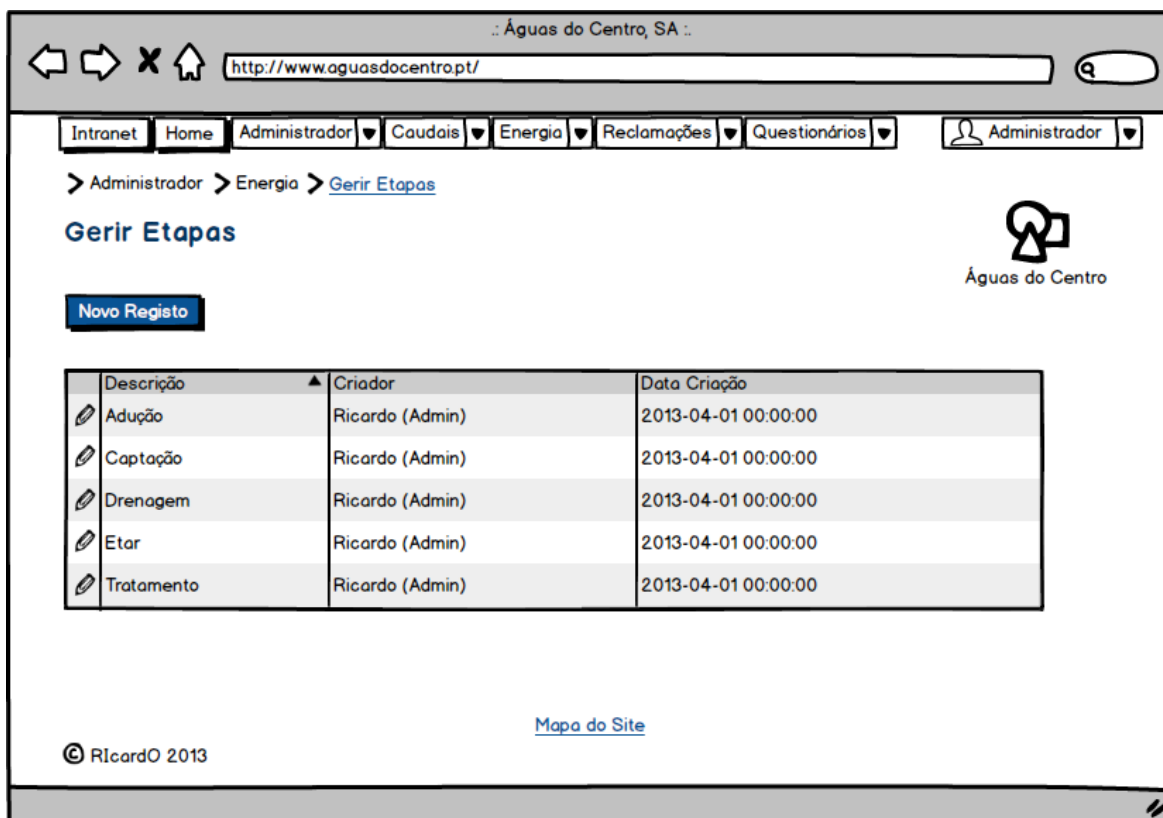 .: Águas do Centro, SA :.
http://www.aguasdocentro.pt/
Intranet Home Administrador Caudais Energia Reclamações Questionários Administrador
Administrador Energia Gerir Etapas
Gerir Etapas
Águas do Centro
Novo Registo
Descrição Criador Data Criação
Adução Ricardo (Admin) 2013-04-01 00:00:00
Captação Ricardo (Admin) 2013-04-01 00:00:00
Drenagem Ricardo (Admin) 2013-04-01 00:00:00
Etar Ricardo (Admin) 2013-04-01 00:00:00
Tratamento Ricardo (Admin) 2013-04-01 00:00:00
Mapa do Site
© RIcardO 2013